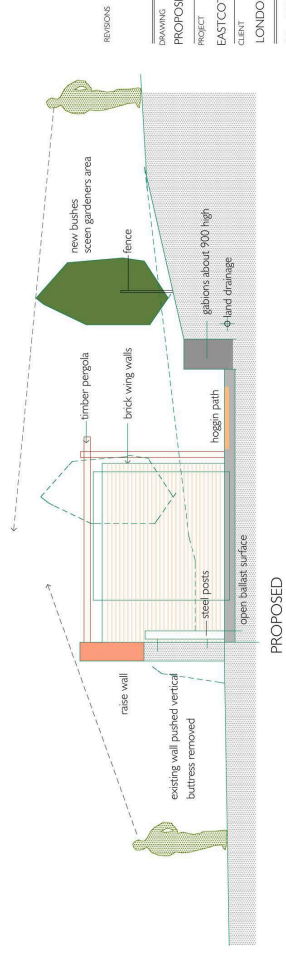 new bushes
sceen gardeners area
fence
timber pergola
brick wing walls
gabions about 900 high
land drainage
hoggin path
raise wall
steel posts
existing wall pushed vertical
buttress removed
open ballast surface
PROPOSED
REVISIONS
DRAWING
PROPOS
PROJECT
EASTCO
CLIENT
LONDO